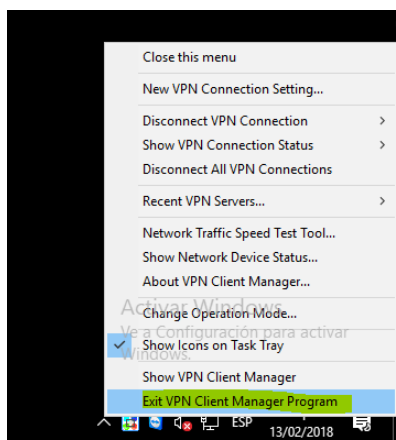 Close this menu
New VPN Connection Setting...
Disconnect VPN Connection
Show VPN Connection Status
Disconnect All VPN Connections
Recent VPN Servers...
Network Traffic Speed Test Tool...
Show Network Device Status...
About VPN Client Manager...
Activar Windows
Change Operation Mode...
Ve a Configuración para activar
Show Icons on Task Tray
Windows.
Show VPN Client Manager
Exit VPN Client Manager Program
ESP
13/02/2018